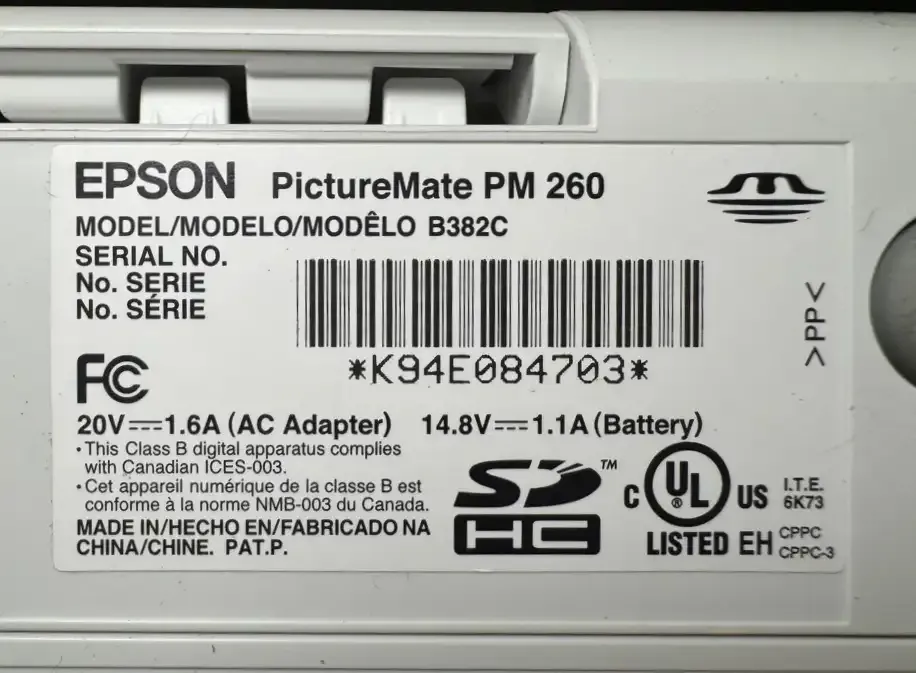 EPSON PictureMate PM 260
MODEL/MODELO/MODÊLO B382C
SERIAL NO.
No. SERIE
No. SÉRIE
*K94E084703*
>PP<
FC
20V⎓1.6A (AC Adapter) 14.8V⎓1.1A (Battery)
・This Class B digital apparatus complies
with Canadian ICES-003.
・Cet appareil numérique de la classe B est
conforme à la norme NMB-003 du Canada.
MADE IN/HECHO EN/FABRICADO NA
CHINA/CHINE. PAT.P.
SD™
HC
C UL® US
LISTED EH
I.T.E.
6K73
CPPC
CPPC-3